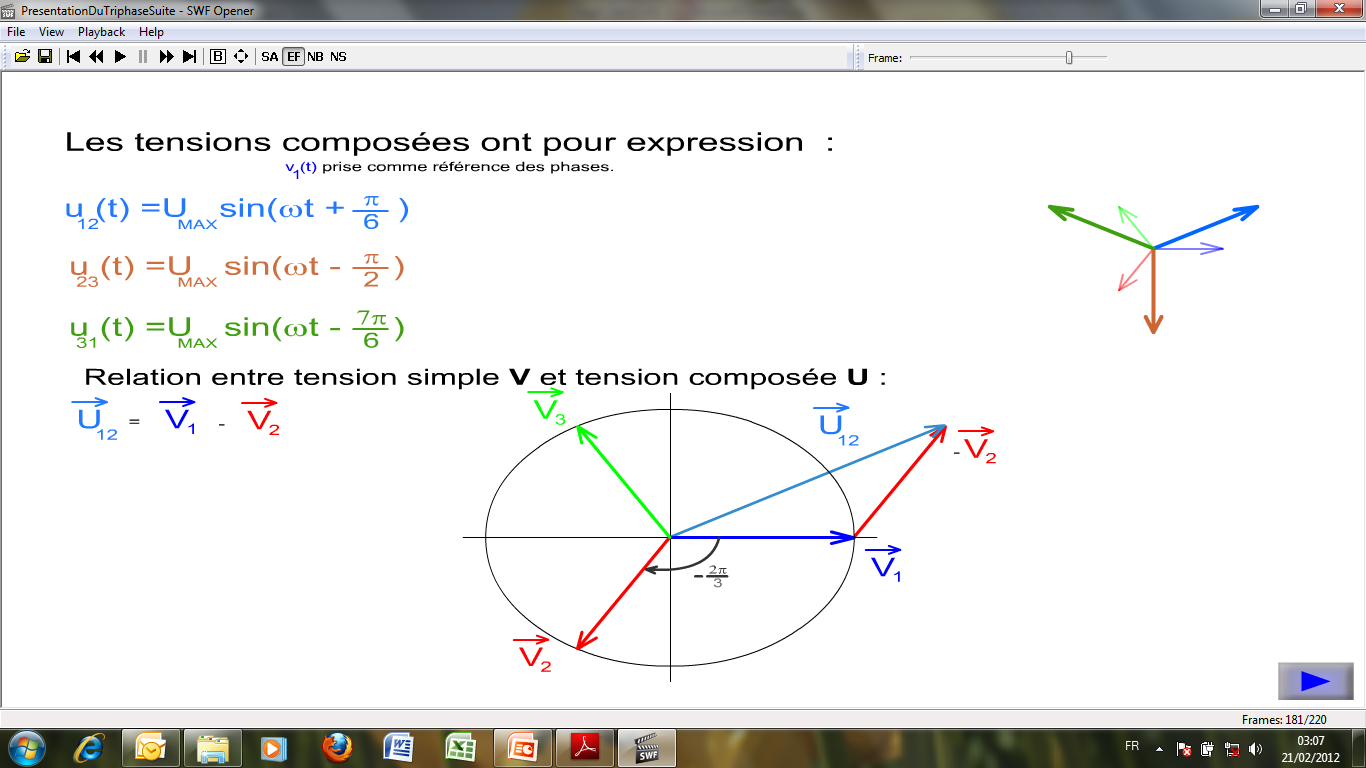 PresentationDuTriphaseSuite - SWF Opener
File View Playback Help
B SA EF NB NS Frame:
Les tensions composées ont pour expression :
v1(t) prise comme référence des phases.
u12(t) =UMAX sin(ωt + π/6 )
u23(t) =UMAX sin(ωt - π/2 )
u31(t) =UMAX sin(ωt - 7π/6 )
Relation entre tension simple V et tension composée U :
U12 = V1 - V2
V3
U12
-V2
V1
-2π/3
V2
Frames: 181/220
FR
03:07
21/02/2012
SWF